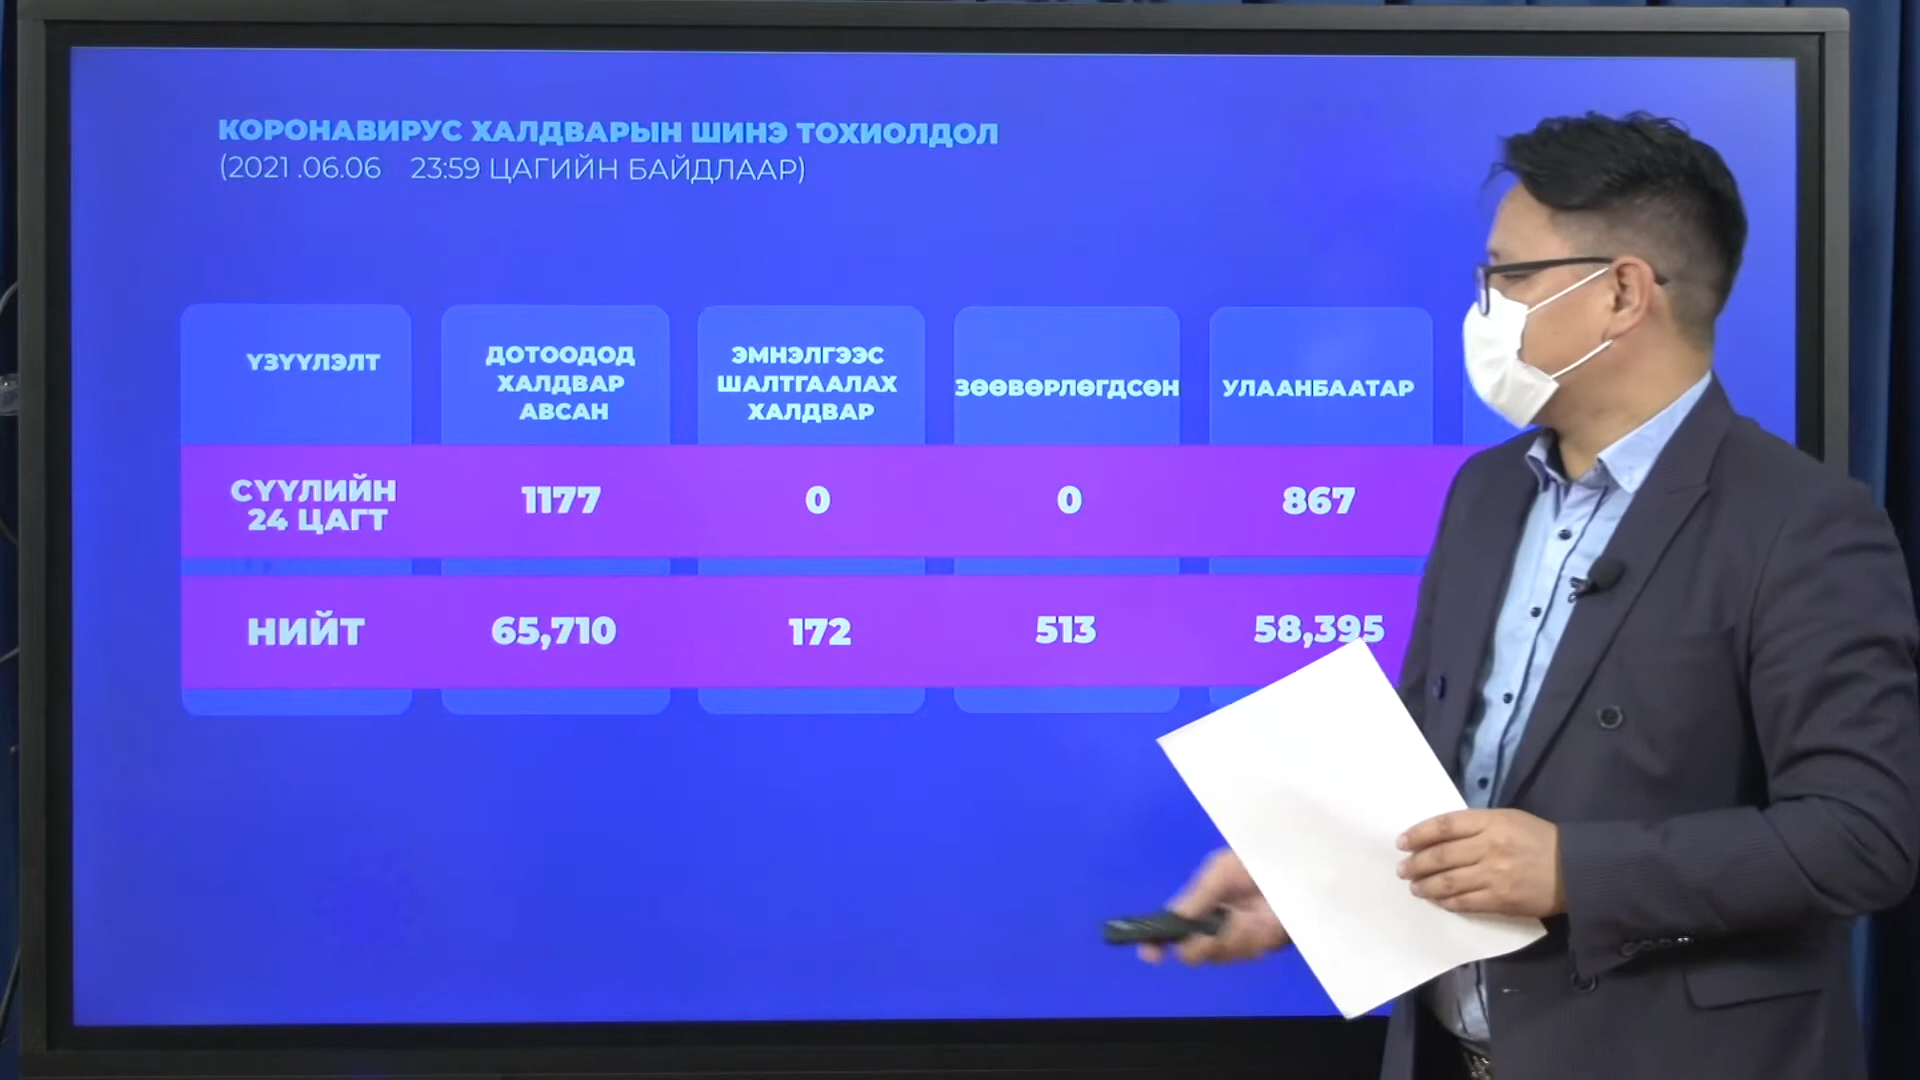 КОРОНАВИРУС ХАЛДВАРЫН ШИНЭ ТОХИОЛДОЛ
(2021 .06.06 23:59 ЦАГИЙН БАЙДЛААР)
ҮЗҮҮЛЭЛТ
ДОТООДОД
ХАЛДВАР
АВСАН
ЭМНЭЛГЭЭС
ШАЛТГААЛАХ
ХАЛДВАР
ЗӨӨВӨРЛӨГДСӨН
УЛААНБААТАР
СҮҮЛИЙН
24 ЦАГТ
1177
0
0
867
НИЙТ
65,710
172
513
58,395